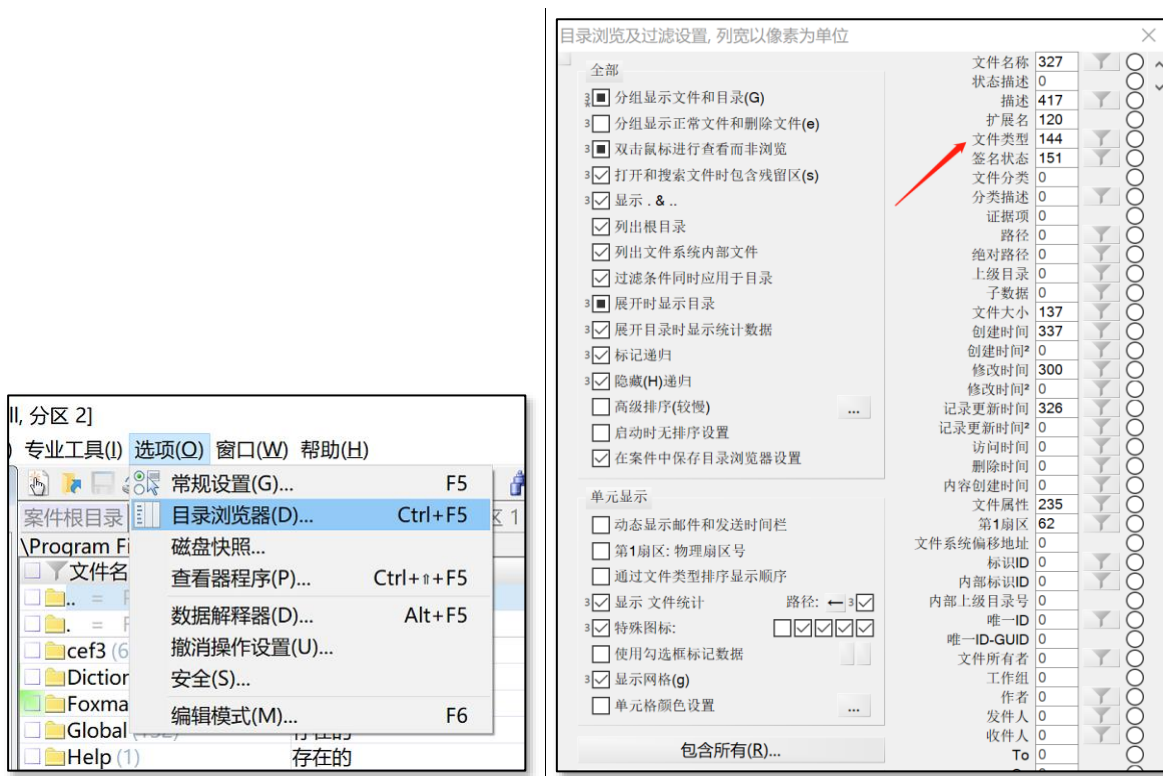 ll, 分区 2]
专业工具(I) 选项(O) 窗口(W) 帮助(H)
常规设置(G)... F5
案件根目录
目录浏览器(D)... Ctrl+F5
区 1
\Program Fi
磁盘快照...
文件名
查看器程序(P)... Ctrl+⇧+F5
.. =
数据解释器(D)... Alt+F5
. =
撤消操作设置(U)...
cef3 (6
安全(S)...
Diction
编辑模式(M)... F6
Foxma
Global
存在的
Help (1) 存在的
目录浏览及过滤设置, 列宽以像素为单位
全部
分组显示文件和目录(G)
分组显示正常文件和删除文件(e)
双击鼠标进行查看而非浏览
打开和搜索文件时包含残留区(s)
显示 . & ..
列出根目录
列出文件系统内部文件
过滤条件同时应用于目录
展开时显示目录
展开目录时显示统计数据
标记递归
隐藏(H)递归
高级排序(较慢) ...
启动时无排序设置
在案件中保存目录浏览器设置
单元显示
动态显示邮件和发送时间栏
第1扇区: 物理扇区号
通过文件类型排序显示顺序
显示 文件统计 路径: ←
特殊图标:
使用勾选框标记数据
显示网格(g)
单元格颜色设置 ...
包含所有(R)...
文件名称 327
状态描述 0
描述 417
扩展名 120
文件类型 144
签名状态 151
文件分类 0
分类描述 0
证据项 0
路径 0
绝对路径 0
上级目录 0
子数据 0
文件大小 137
创建时间 337
创建时间² 0
修改时间 300
修改时间² 0
记录更新时间 326
记录更新时间² 0
访问时间 0
删除时间 0
内容创建时间 0
文件属性 235
第1扇区 62
文件系统偏移地址 0
标识ID 0
内部标识ID 0
内部上级目录号 0
唯一ID 0
唯一ID-GUID 0
文件所有者 0
工作组 0
作者 0
发件人 0
收件人 0
To 0